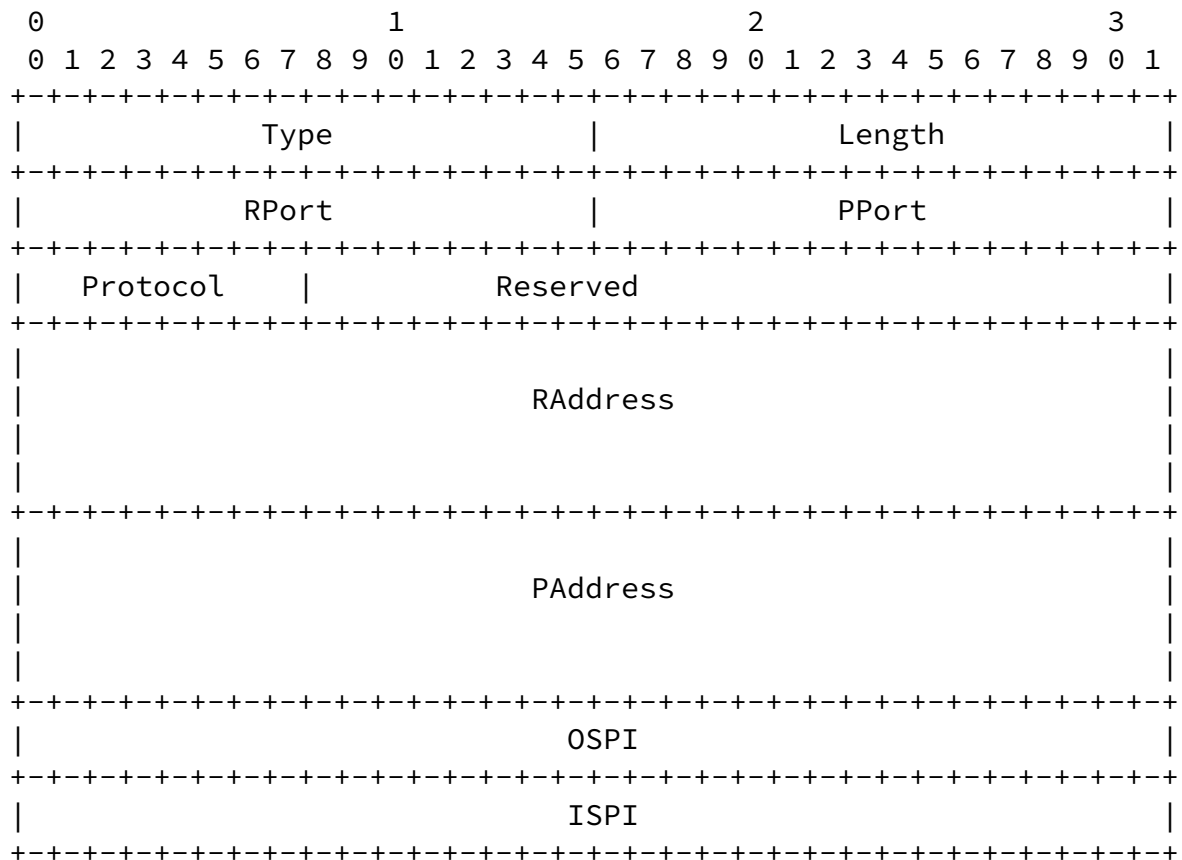 0                   1                   2                   3
 0 1 2 3 4 5 6 7 8 9 0 1 2 3 4 5 6 7 8 9 0 1 2 3 4 5 6 7 8 9 0 1
+-+-+-+-+-+-+-+-+-+-+-+-+-+-+-+-+-+-+-+-+-+-+-+-+-+-+-+-+-+-+-+-+
|             Type              |             Length            |
+-+-+-+-+-+-+-+-+-+-+-+-+-+-+-+-+-+-+-+-+-+-+-+-+-+-+-+-+-+-+-+-+
|            RPort              |             PPort             |
+-+-+-+-+-+-+-+-+-+-+-+-+-+-+-+-+-+-+-+-+-+-+-+-+-+-+-+-+-+-+-+-+
|   Protocol    |          Reserved                             |
+-+-+-+-+-+-+-+-+-+-+-+-+-+-+-+-+-+-+-+-+-+-+-+-+-+-+-+-+-+-+-+-+
|                                                               |
|                            RAddress                           |
|                                                               |
|                                                               |
+-+-+-+-+-+-+-+-+-+-+-+-+-+-+-+-+-+-+-+-+-+-+-+-+-+-+-+-+-+-+-+-+
|                                                               |
|                            PAddress                           |
|                                                               |
|                                                               |
+-+-+-+-+-+-+-+-+-+-+-+-+-+-+-+-+-+-+-+-+-+-+-+-+-+-+-+-+-+-+-+-+
|                              OSPI                             |
+-+-+-+-+-+-+-+-+-+-+-+-+-+-+-+-+-+-+-+-+-+-+-+-+-+-+-+-+-+-+-+-+
|                              ISPI                             |
+-+-+-+-+-+-+-+-+-+-+-+-+-+-+-+-+-+-+-+-+-+-+-+-+-+-+-+-+-+-+-+-+